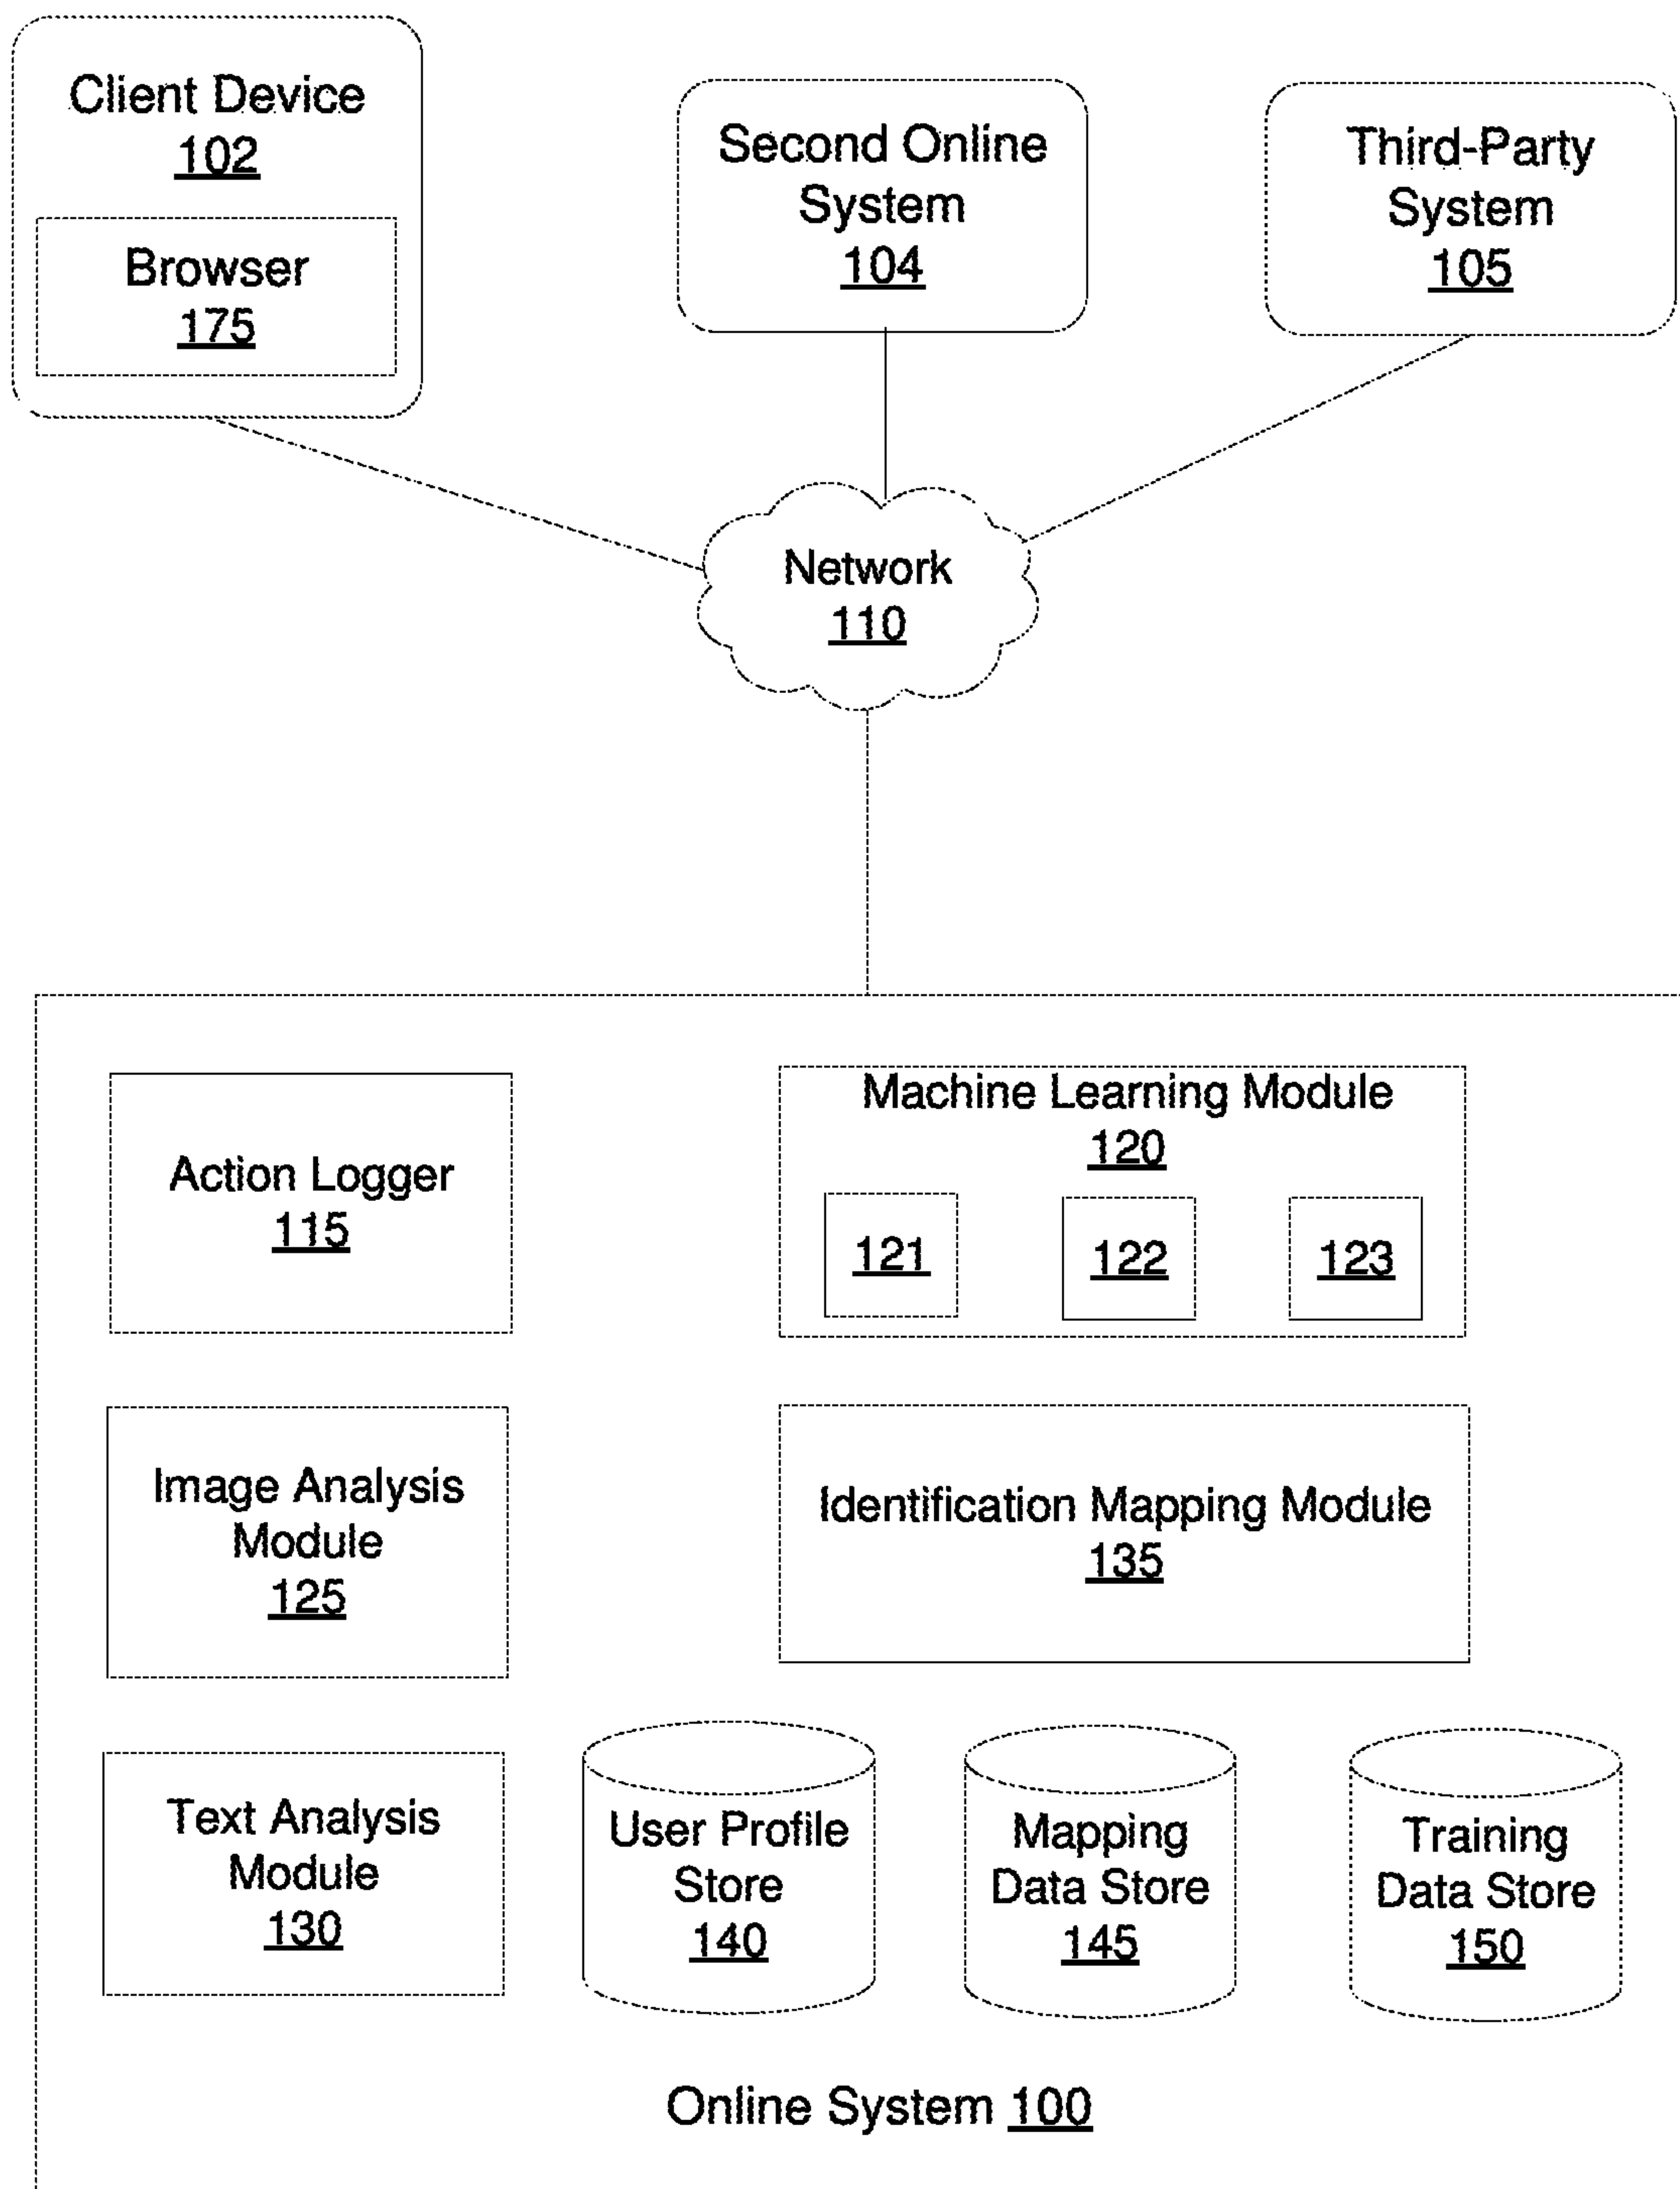 Client Device
102
Browser
175
Second Online
System
104
Third-Party
System
105
Network
110
Action Logger
115
Machine Learning Module
120
121
122
123
Image Analysis
Module
125
Identification Mapping Module
135
Text Analysis
Module
130
User Profile
Store
140
Mapping
Data Store
145
Training
Data Store
150
Online System 100